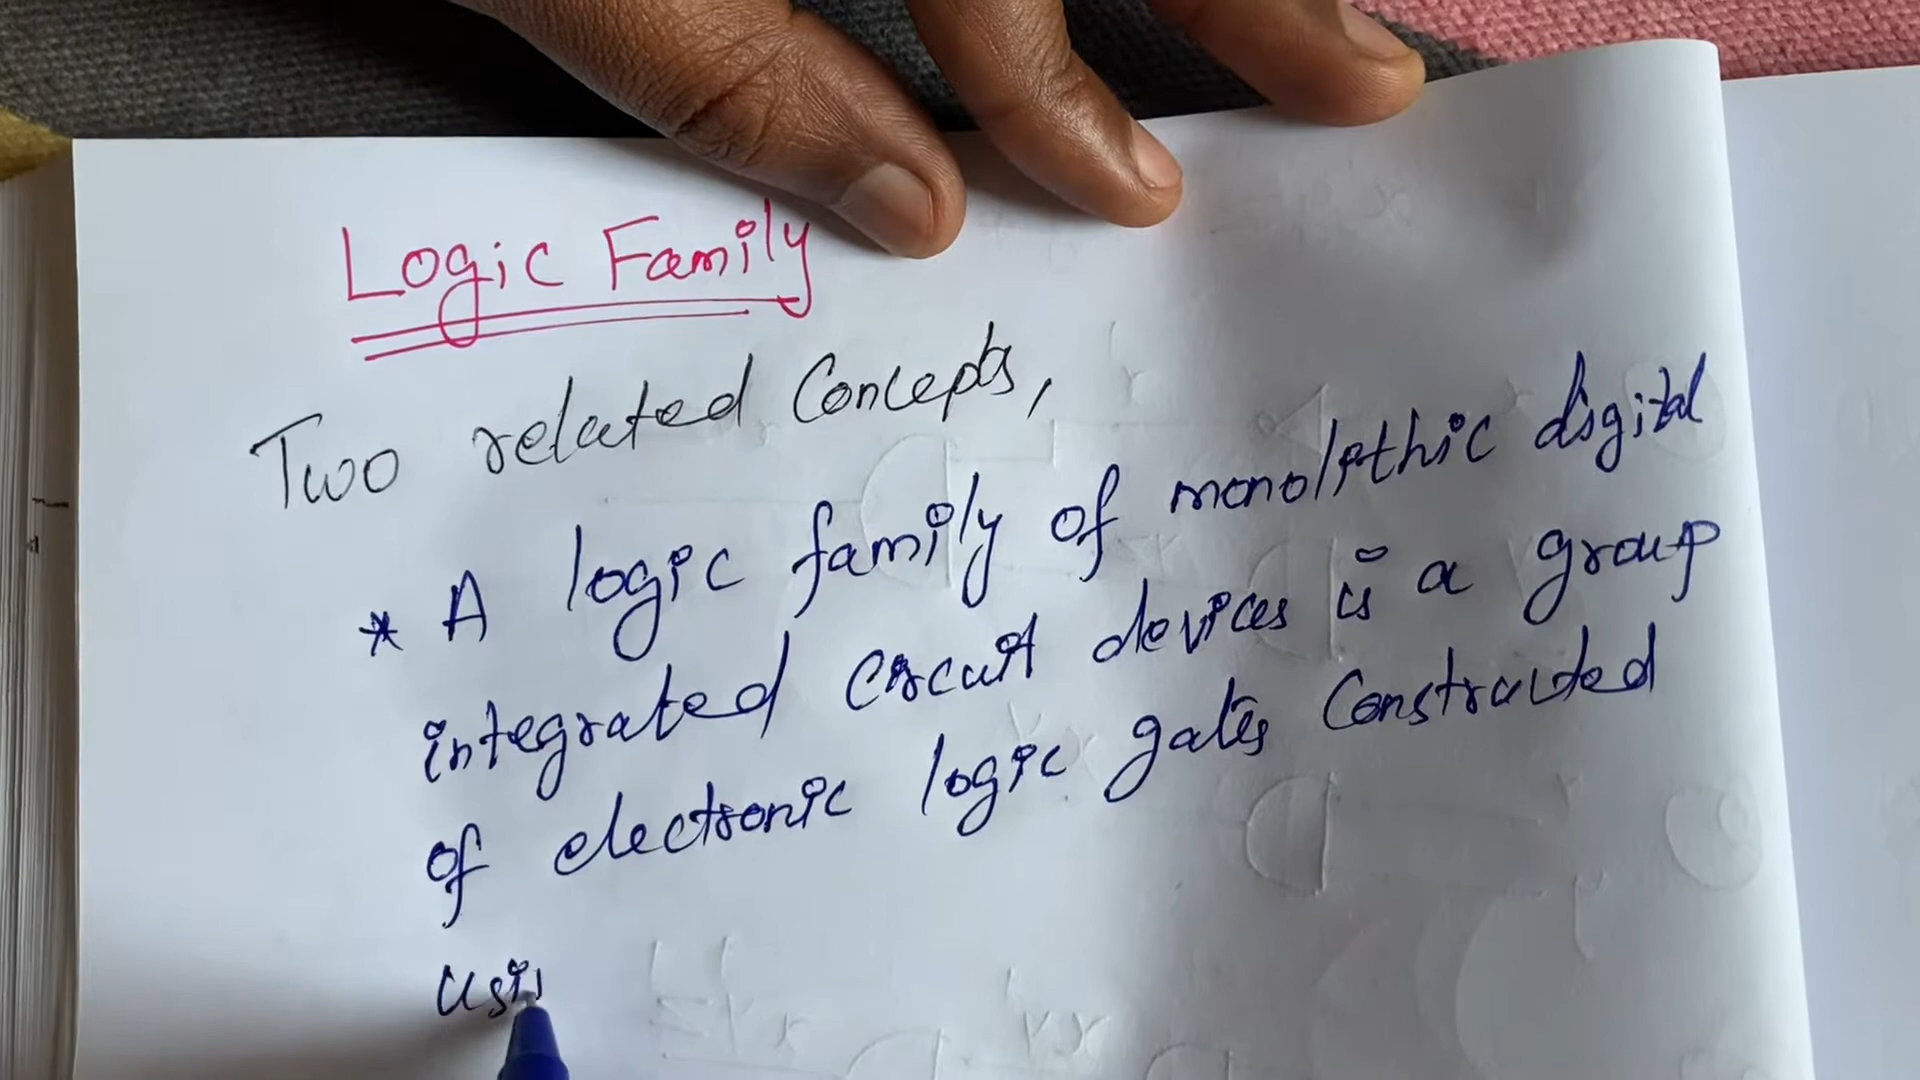 Logic Family
Two related Concepts,
* A logic family of monolithic digital
integrated circuit devices is a group
of electronic logic gates constructed
usin